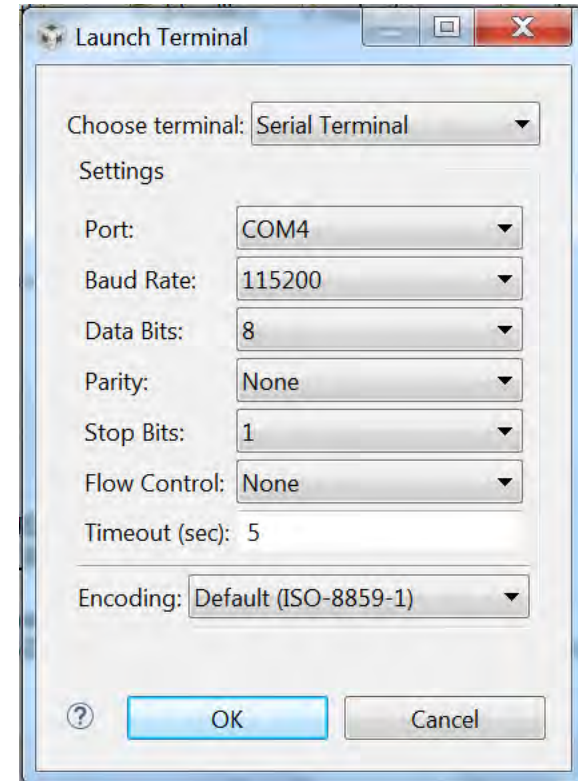 Launch Terminal
Choose terminal: Serial Terminal
Settings
Port: COM4
Baud Rate: 115200
Data Bits: 8
Parity: None
Stop Bits: 1
Flow Control: None
Timeout (sec): 5
Encoding: Default (ISO-8859-1)
? OK Cancel